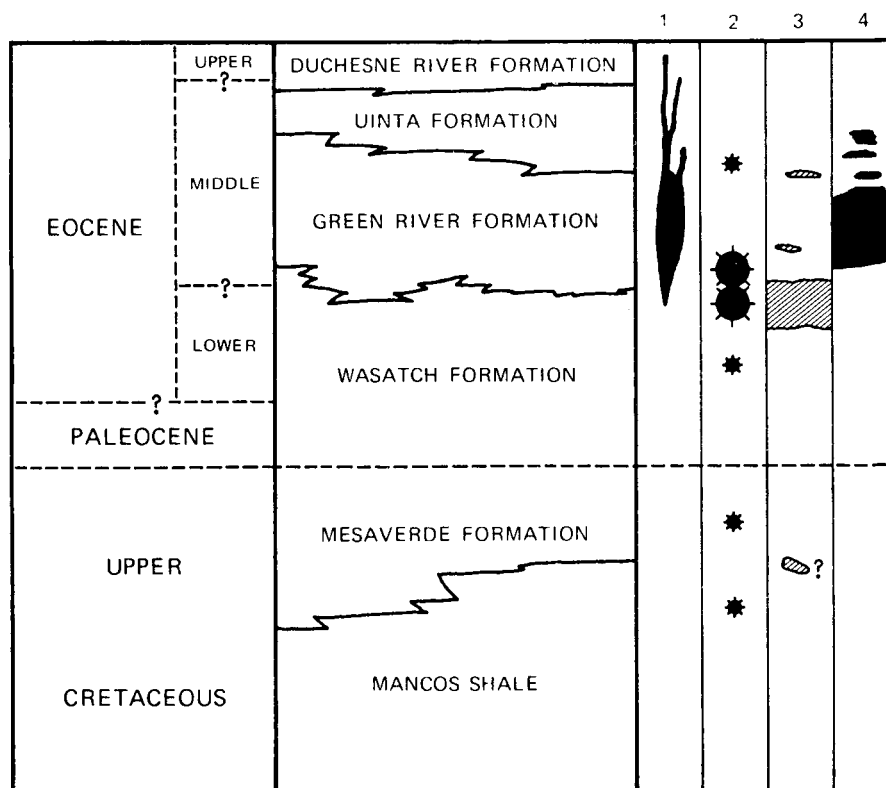 1 2 3 4
UPPER
DUCHESNE RIVER FORMATION
?
UINTA FORMATION
MIDDLE
EOCENE
GREEN RIVER FORMATION
?
LOWER
WASATCH FORMATION
?
PALEOCENE
MESAVERDE FORMATION
UPPER
?
CRETACEOUS
MANCOS SHALE